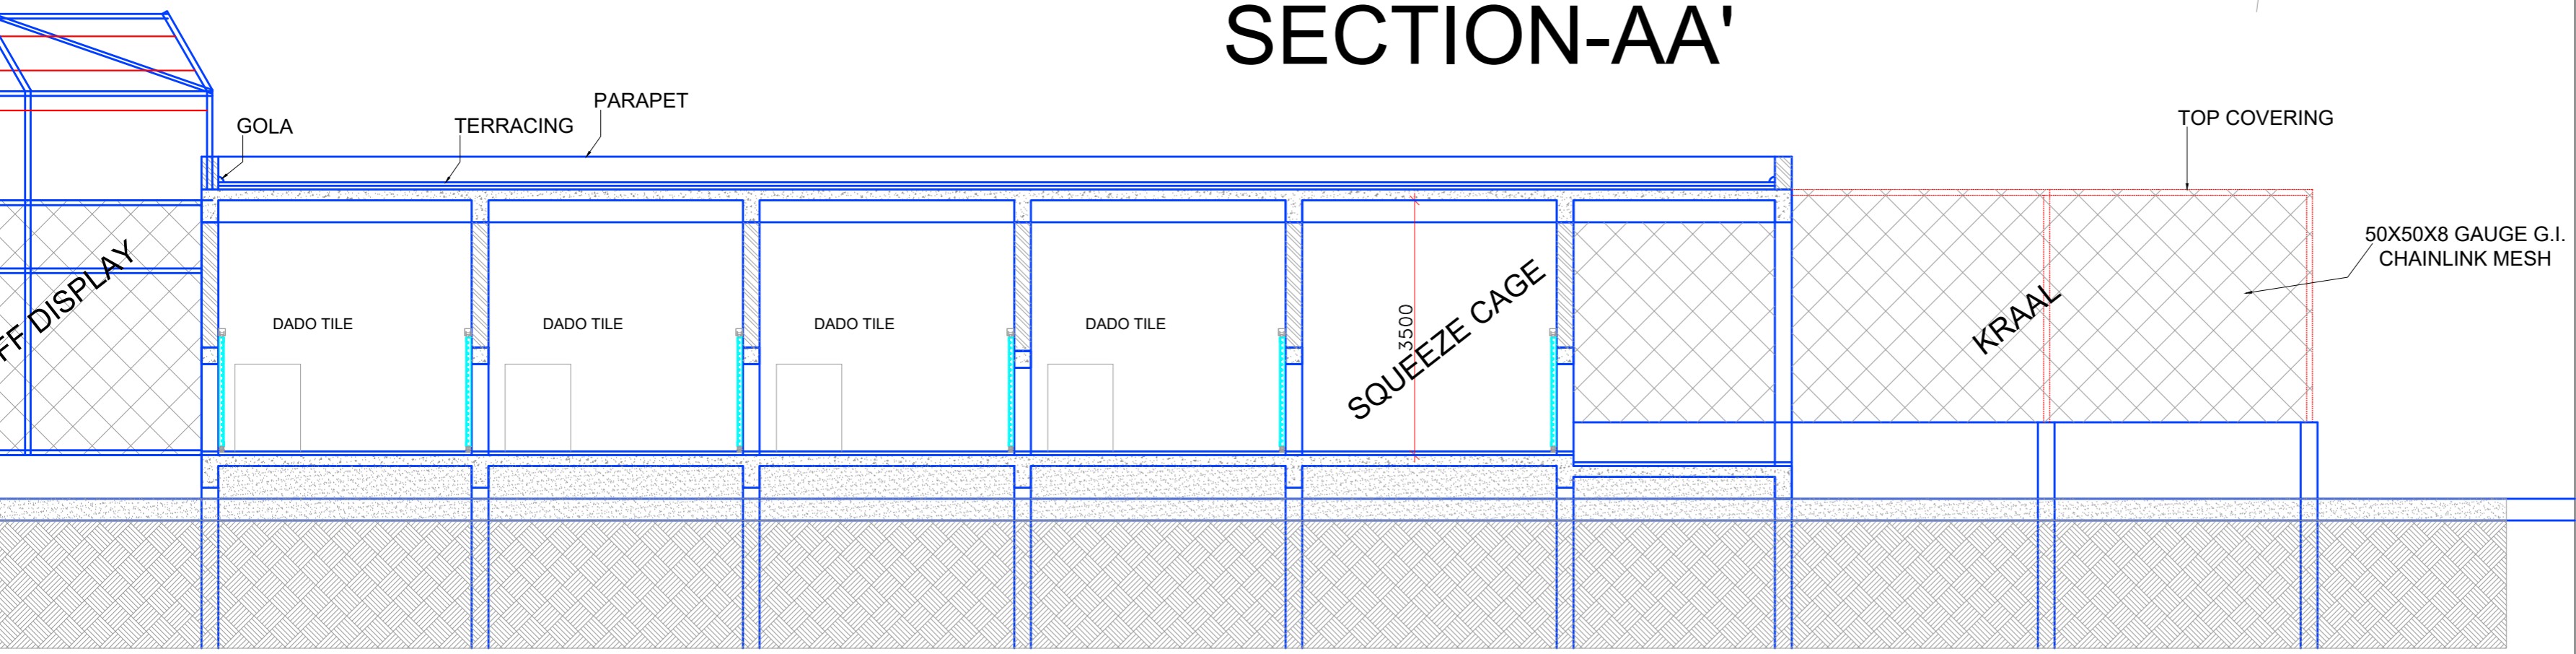 SECTION-AA'
PARAPET
GOLA
TERRACING
TOP COVERING
50X50X8 GAUGE G.I.
CHAINLINK MESH
FF DISPLAY
DADO TILE
DADO TILE
DADO TILE
DADO TILE
3500
SQUEEZE CAGE
KRAAL